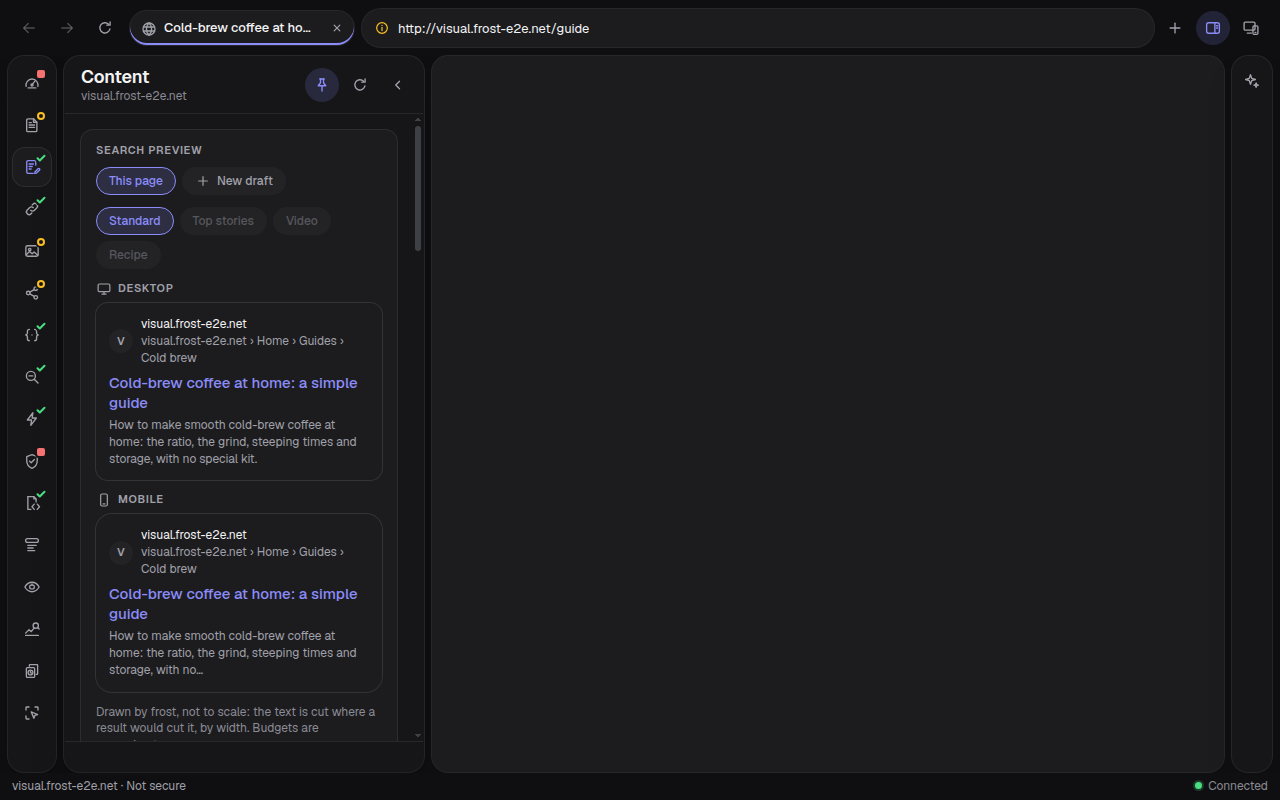 Cold-brew coffee at ho…
http://visual.frost-e2e.net/guide
Content
visual.frost-e2e.net
SEARCH PREVIEW
This page
New draft
Standard
Top stories
Video
Recipe
DESKTOP
V
visual.frost-e2e.net
visual.frost-e2e.net › Home › Guides ›
Cold brew
Cold-brew coffee at home: a simple
guide
How to make smooth cold-brew coffee at
home: the ratio, the grind, steeping times and
storage, with no special kit.
MOBILE
V
visual.frost-e2e.net
visual.frost-e2e.net › Home › Guides ›
Cold brew
Cold-brew coffee at home: a simple
guide
How to make smooth cold-brew coffee at
home: the ratio, the grind, steeping times and
storage, with no…
Drawn by frost, not to scale: the text is cut where a
result would cut it, by width. Budgets are
visual.frost-e2e.net · Not secure
Connected